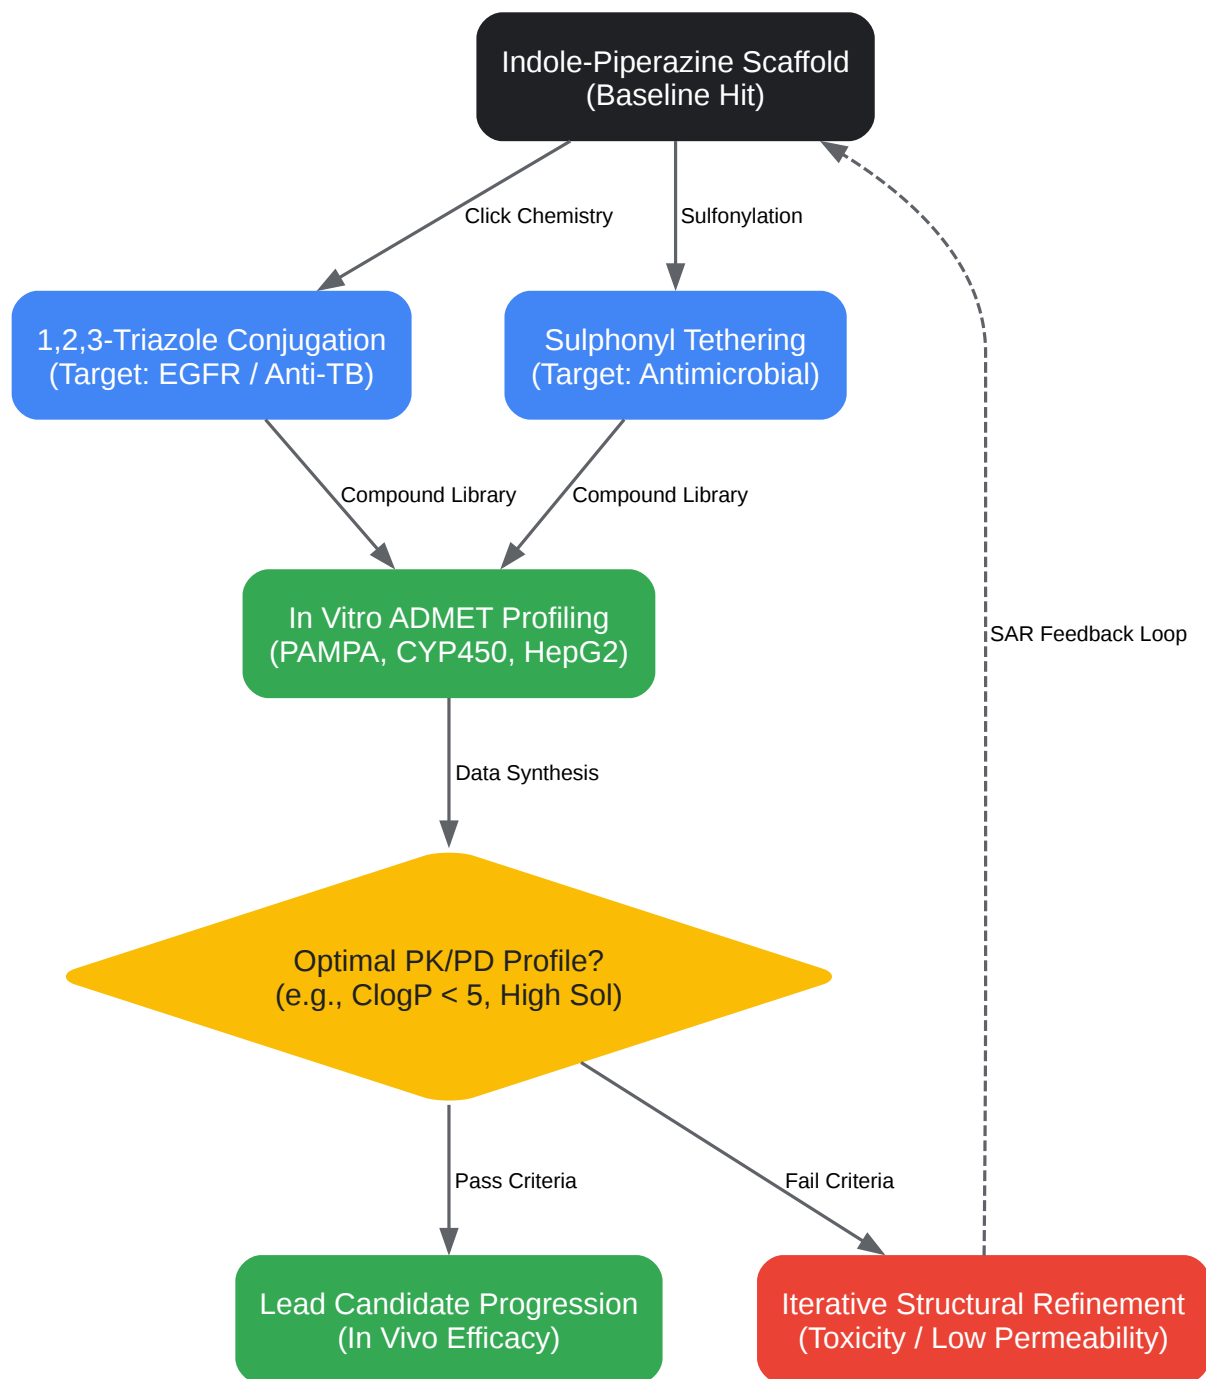 Indole-Piperazine Scaffold
(Baseline Hit)
Click Chemistry
Sulfonylation
1,2,3-Triazole Conjugation
(Target: EGFR / Anti-TB)
Sulphonyl Tethering
(Target: Antimicrobial)
Compound Library
Compound Library
In Vitro ADMET Profiling
(PAMPA, CYP450, HepG2)
SAR Feedback Loop
Data Synthesis
Optimal PK/PD Profile?
(e.g., ClogP < 5, High Sol)
Pass Criteria
Fail Criteria
Lead Candidate Progression
(In Vivo Efficacy)
Iterative Structural Refinement
(Toxicity / Low Permeability)